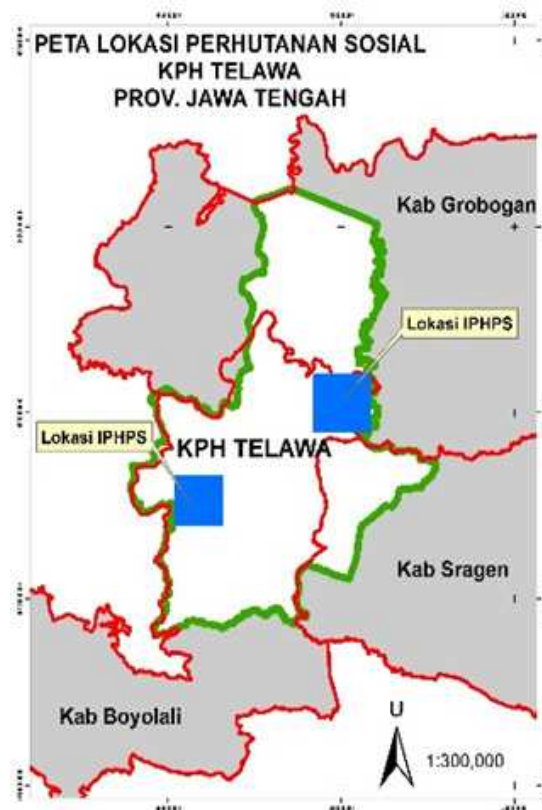 PETA LOKASI PERHUTANAN SOSIAL
KPH TELAWA
PROV. JAWA TENGAH
Kab Grobogan
Lokasi IPHPS
Lokasi IPHPS
KPH TELAWA
Kab Sragen
Kab Boyolali
U
1:300,000